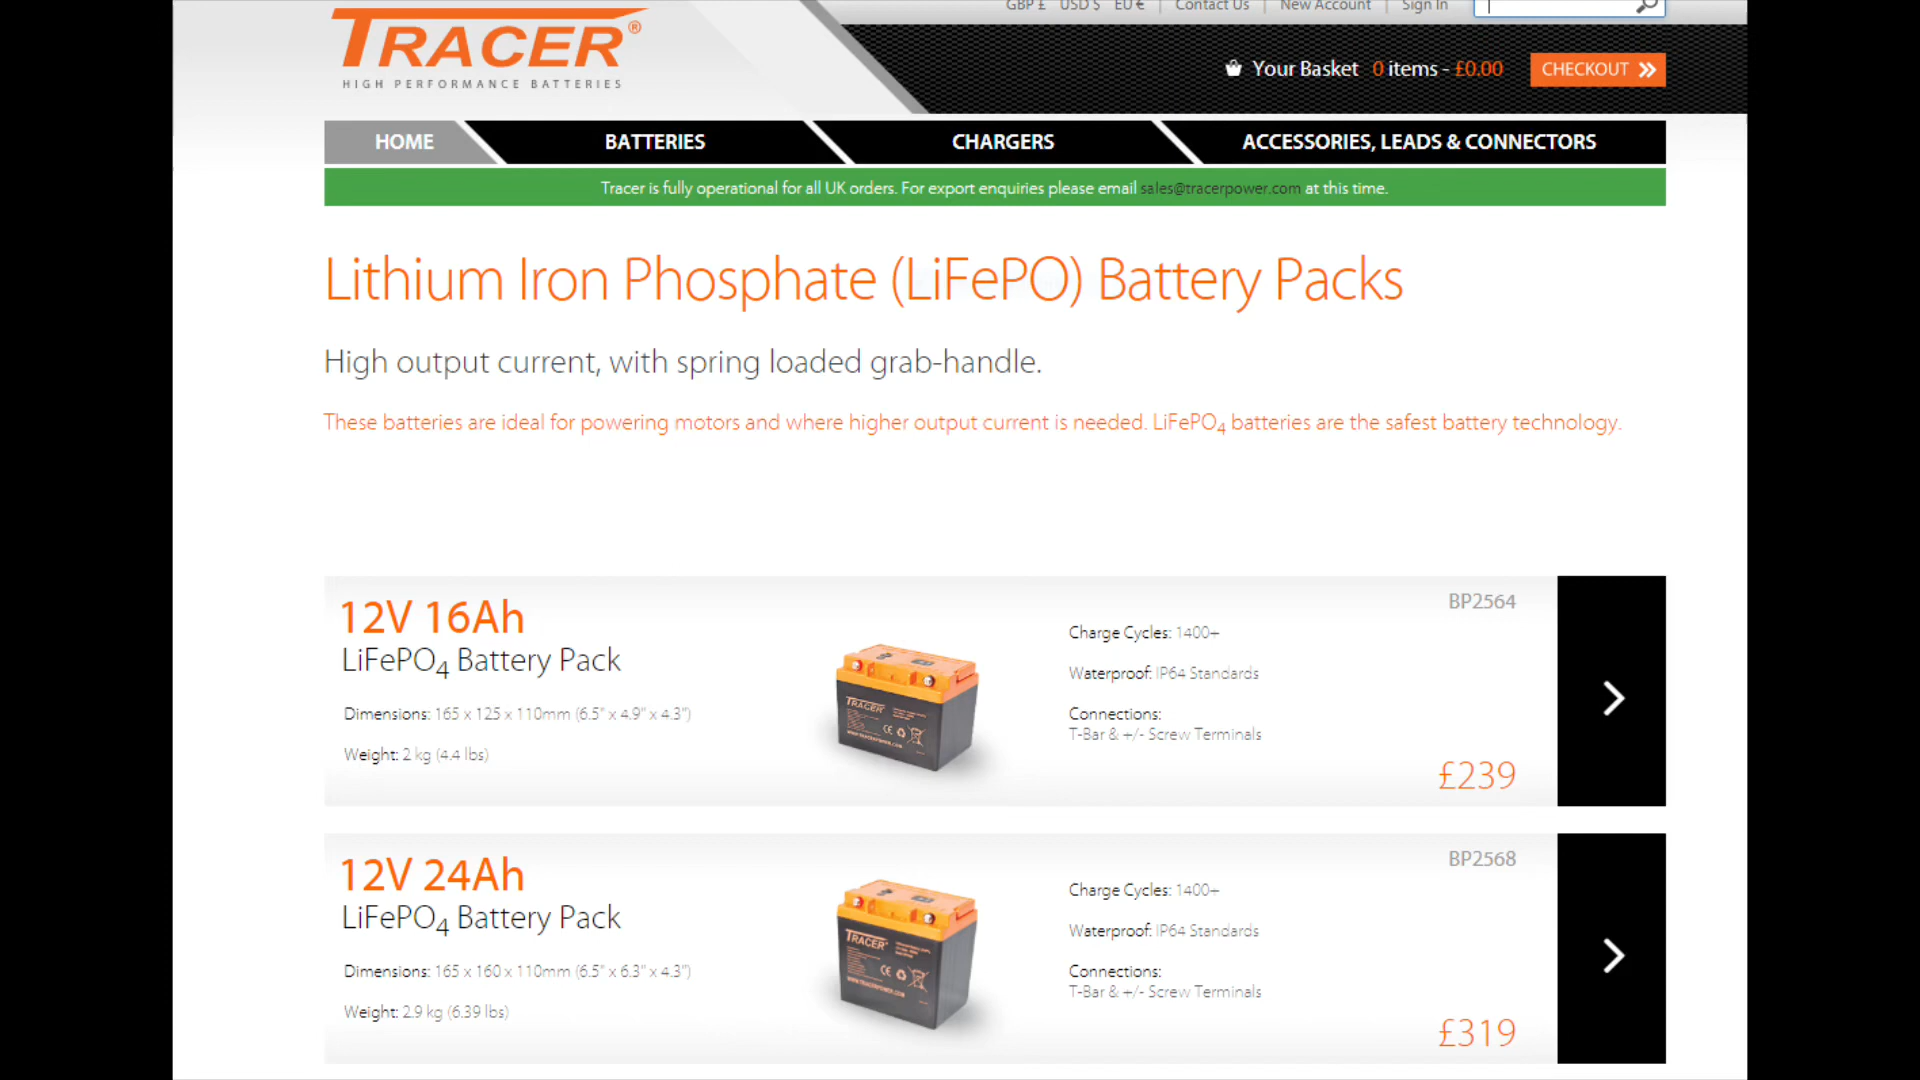 GBP £ USD $ EU € | Contact Us | New Account | Sign In
TRACER®
HIGH PERFORMANCE BATTERIES
Your Basket 0 items - £0.00
CHECKOUT
HOME BATTERIES CHARGERS ACCESSORIES, LEADS & CONNECTORS
Tracer is fully operational for all UK orders. For export enquiries please email sales@tracerpower.com at this time.
Lithium Iron Phosphate (LiFePO) Battery Packs
High output current, with spring loaded grab-handle.
These batteries are ideal for powering motors and where higher output current is needed. LiFePO4 batteries are the safest battery technology.
12V 16Ah
LiFePO4 Battery Pack
Dimensions: 165 x 125 x 110mm (6.5" x 4.9" x 4.3")
Weight: 2 kg (4.4 lbs)
TRACER
Charge Cycles: 1400+
Waterproof: IP64 Standards
Connections:
T-Bar & +/- Screw Terminals
BP2564
£239
12V 24Ah
LiFePO4 Battery Pack
Dimensions: 165 x 160 x 110mm (6.5" x 6.3" x 4.3")
Weight: 2.9 kg (6.39 lbs)
TRACER
WWW.TRACERPOWER.COM
Charge Cycles: 1400+
Waterproof: IP64 Standards
Connections:
T-Bar & +/- Screw Terminals
BP2568
£319